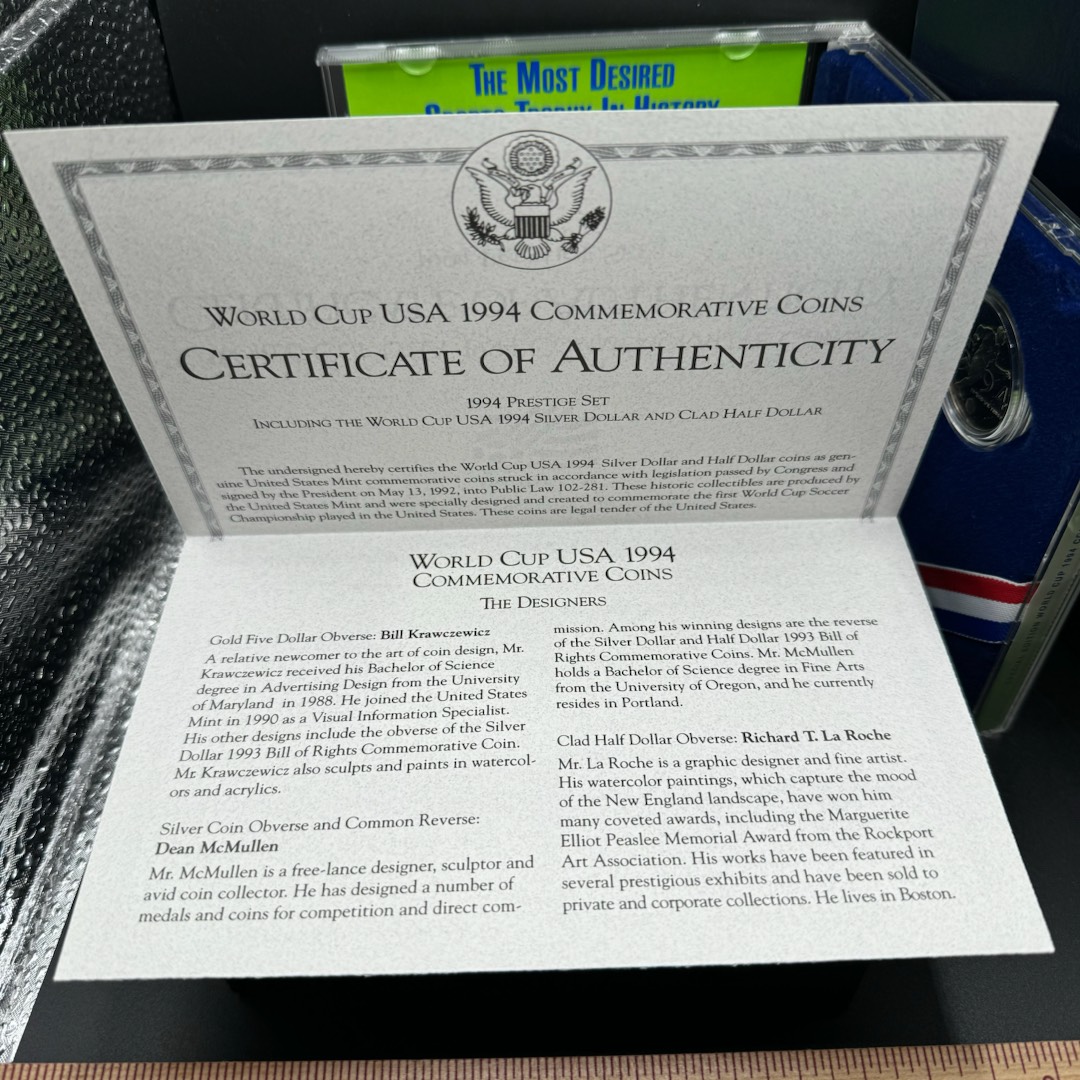 THE MOST DESIRED
SPORTS TROPHY IN HISTORY
WORLD CUP USA 1994 COMMEMORATIVE COINS
CERTIFICATE OF AUTHENTICITY
1994 PRESTIGE SET
INCLUDING THE WORLD CUP USA 1994 SILVER DOLLAR AND CLAD HALF DOLLAR
The undersigned hereby certifies the World Cup USA 1994 Silver Dollar and Half Dollar coins as gen-
uine United States Mint commemorative coins struck in accordance with legislation passed by Congress and
signed by the President on May 13, 1992, into Public Law 102-281. These historic collectibles are produced by
the United States Mint and were specially designed and created to commemorate the first World Cup Soccer
Championship played in the United States. These coins are legal tender of the United States.
WORLD CUP USA 1994
COMMEMORATIVE COINS
THE DESIGNERS
Gold Five Dollar Obverse: Bill Krawczewicz
A relative newcomer to the art of coin design, Mr.
Krawczewicz received his Bachelor of Science
degree in Advertising Design from the University
of Maryland in 1988. He joined the United States
Mint in 1990 as a Visual Information Specialist.
His other designs include the obverse of the Silver
Dollar 1993 Bill of Rights Commemorative Coin.
Mr. Krawczewicz also sculpts and paints in watercol-
ors and acrylics.
Silver Coin Obverse and Common Reverse:
Dean McMullen
Mr. McMullen is a free-lance designer, sculptor and
avid coin collector. He has designed a number of
medals and coins for competition and direct com-
mission. Among his winning designs are the reverse
of the Silver Dollar and Half Dollar 1993 Bill of
Rights Commemorative Coins. Mr. McMullen
holds a Bachelor of Science degree in Fine Arts
from the University of Oregon, and he currently
resides in Portland.
Clad Half Dollar Obverse: Richard T. La Roche
Mr. La Roche is a graphic designer and fine artist.
His watercolor paintings, which capture the mood
of the New England landscape, have won him
many coveted awards, including the Marguerite
Elliot Peaslee Memorial Award from the Rockport
Art Association. His works have been featured in
several prestigious exhibits and have been sold to
private and corporate collections. He lives in Boston.
WORLD CUP 1994